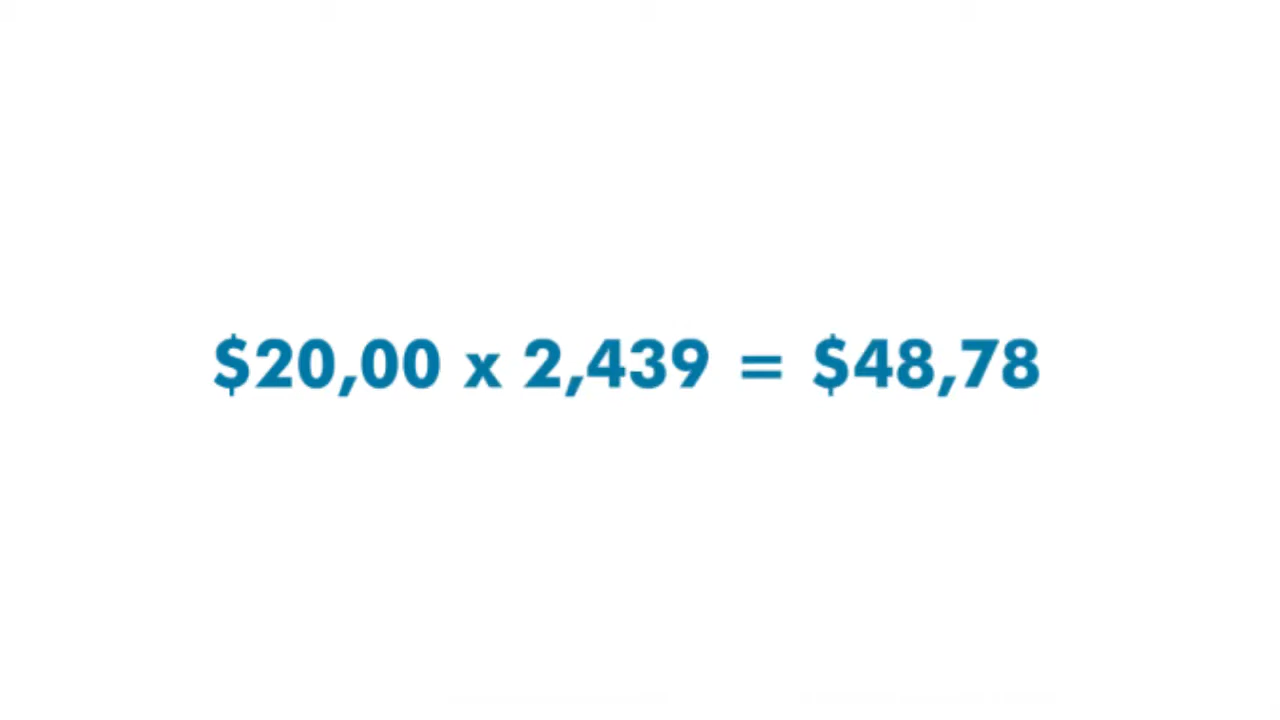 $20,00 x 2,439 = $48,78